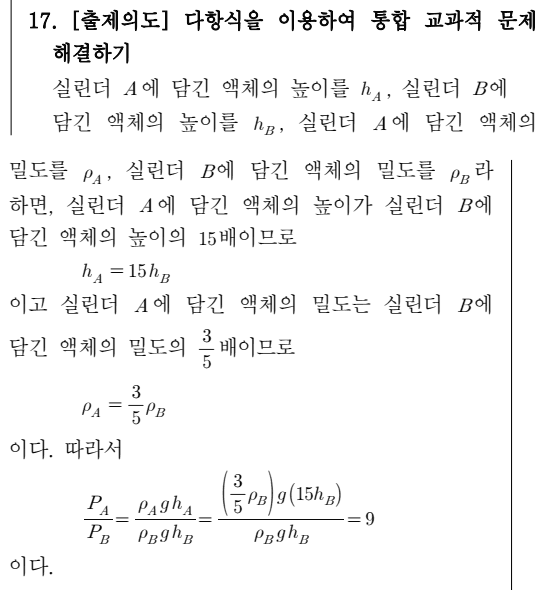 17. [출제의도] 다항식을 이용하여 통합 교과적 문제
해결하기
실린더 A에 담긴 액체의 높이를 h_A, 실린더 B에
담긴 액체의 높이를 h_B, 실린더 A에 담긴 액체의
밀도를 ρ_A, 실린더 B에 담긴 액체의 밀도를 ρ_B라
하면, 실린더 A에 담긴 액체의 높이가 실린더 B에
담긴 액체의 높이의 15배이므로
h_A = 15h_B
이고 실린더 A에 담긴 액체의 밀도는 실린더 B에
담긴 액체의 밀도의 3/5 배이므로
ρ_A = 3/5 ρ_B
이다. 따라서
P_A/P_B = ρ_A g h_A / ρ_B g h_B = (3/5 ρ_B) g (15h_B) / ρ_B g h_B = 9
이다.